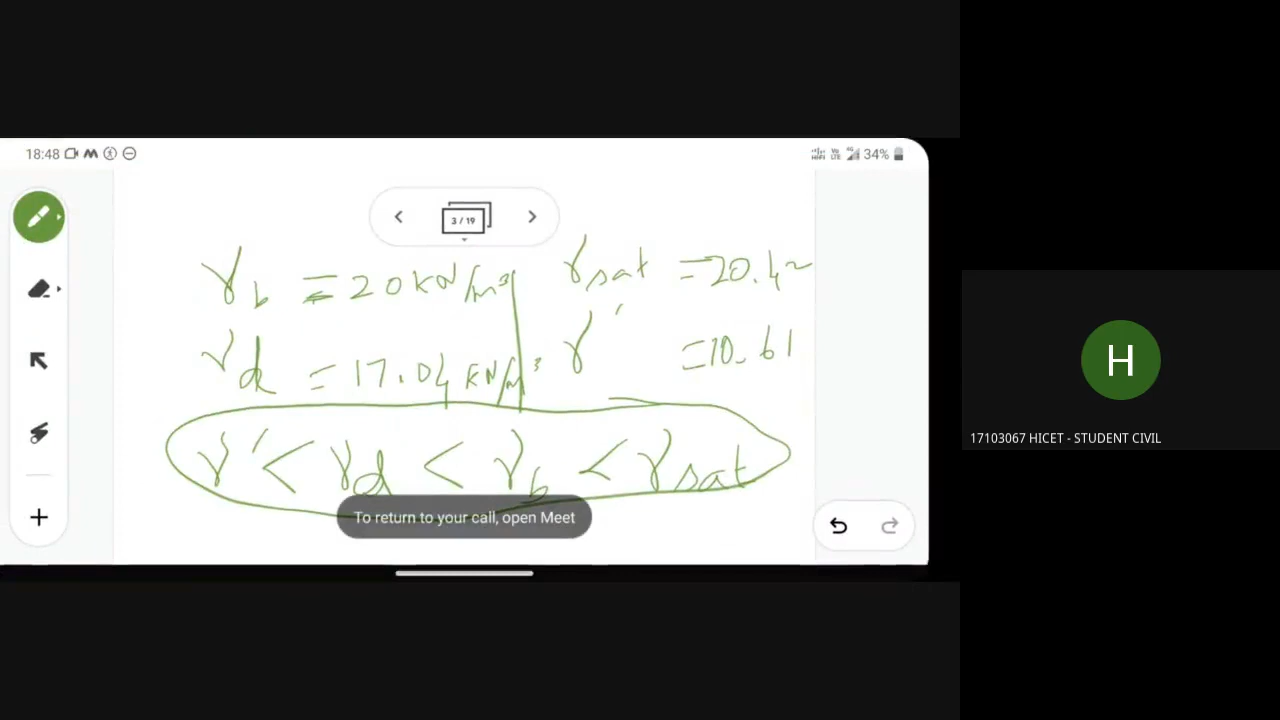 18:48 34%
3 / 19
γb = 20 KN/m³ γsat = 20.42
γd = 17.04 KN/m³ γ' = 10.61
γ' < γd < γb < γsat
To return to your call, open Meet
H
17103067 HICET - STUDENT CIVIL